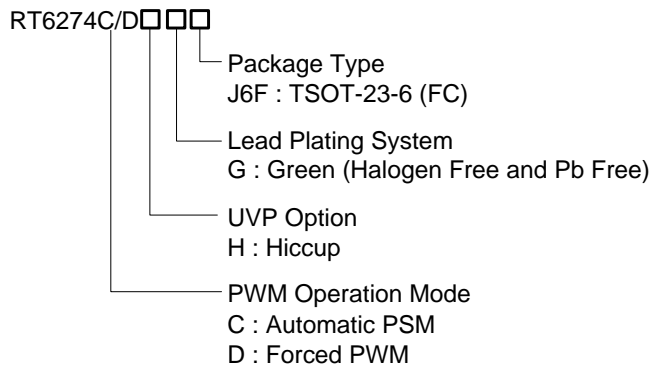 RT6274C/D□□□
Package Type
J6F : TSOT-23-6 (FC)
Lead Plating System
G : Green (Halogen Free and Pb Free)
UVP Option
H : Hiccup
PWM Operation Mode
C : Automatic PSM
D : Forced PWM